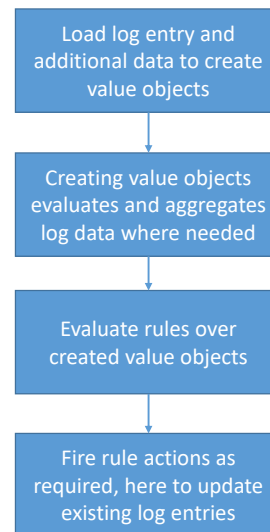 Load log entry and
additional data to create
value objects
Creating value objects
evaluates and aggregates
log data where needed
Evaluate rules over
created value objects
Fire rule actions as
required, here to update
existing log entries